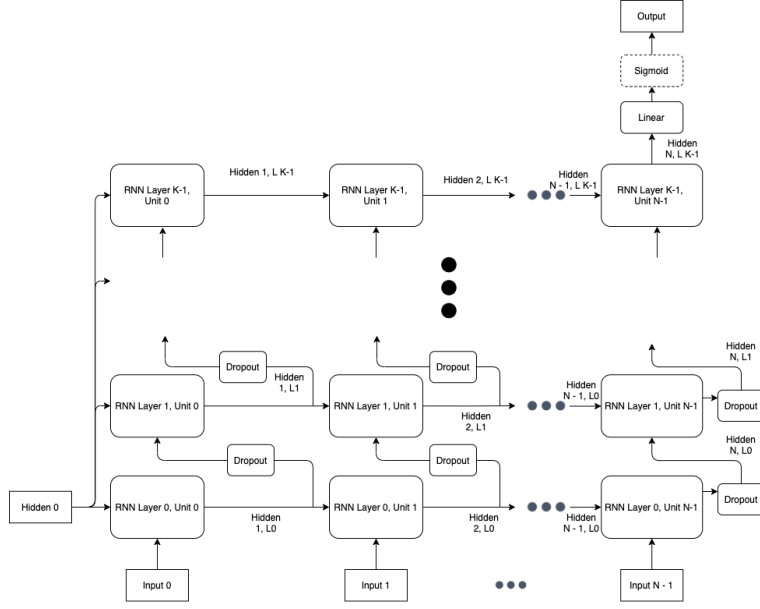 Output
Sigmoid
Linear
Hidden
N, L K-1
RNN Layer K-1,
Unit 0
Hidden 1, L K-1
RNN Layer K-1,
Unit 1
Hidden 2, L K-1
Hidden
N - 1, L K-1
RNN Layer K-1,
Unit N-1
Dropout
Hidden
1, L1
Dropout
Hidden
N, L1
RNN Layer 1, Unit 0
RNN Layer 1, Unit 1
Hidden
2, L1
Hidden
N - 1, L0
RNN Layer 1, Unit N-1
Dropout
Dropout
Dropout
Hidden
N, L0
Hidden 0
RNN Layer 0, Unit 0
Hidden
1, L0
RNN Layer 0, Unit 1
Hidden
2, L0
Hidden
N - 1, L0
RNN Layer 0, Unit N-1
Dropout
Input 0
Input 1
Input N - 1